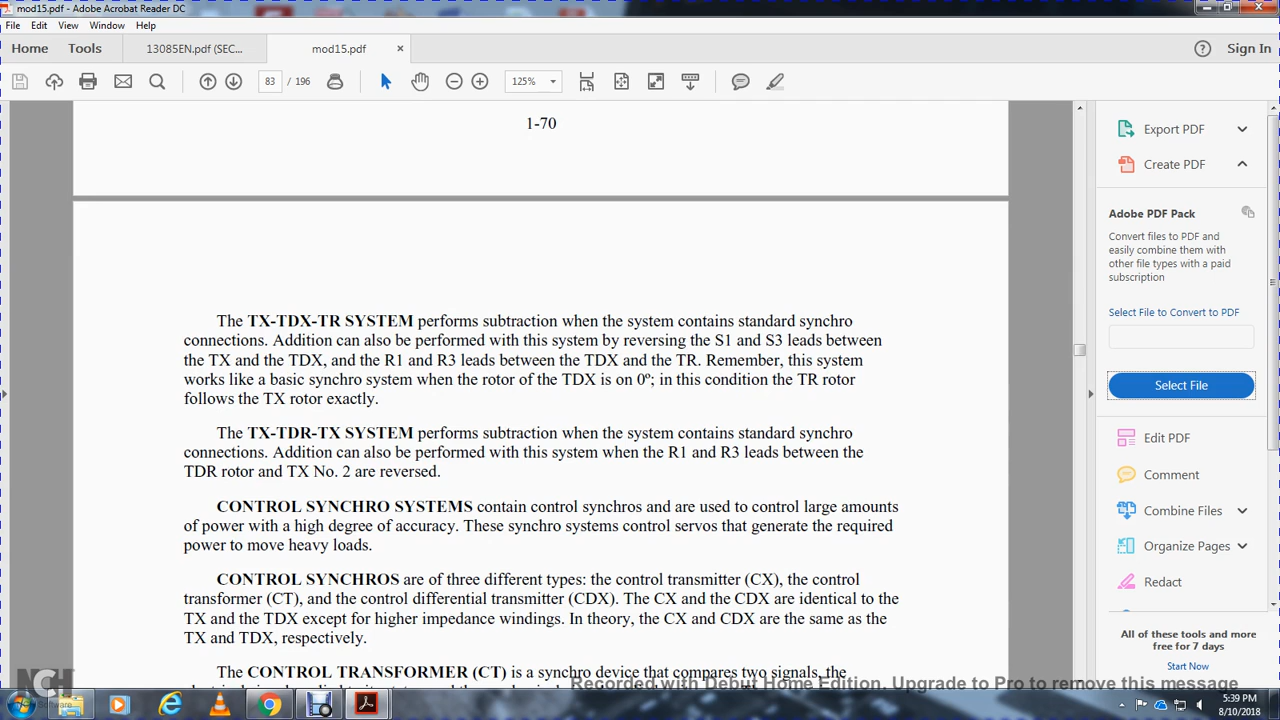 mod15.pdf - Adobe Acrobat Reader DC
File Edit View Window Help
Home Tools 13085EN.pdf (SEC... mod15.pdf ×
Sign In
83 / 196 125%
1-70
The TX-TDX-TR SYSTEM performs subtraction when the system contains standard synchro
connections. Addition can also be performed with this system by reversing the S1 and S3 leads between
the TX and the TDX, and the R1 and R3 leads between the TDX and the TR. Remember, this system
works like a basic synchro system when the rotor of the TDX is on 0º; in this condition the TR rotor
follows the TX rotor exactly.
The TX-TDR-TX SYSTEM performs subtraction when the system contains standard synchro
connections. Addition can also be performed with this system when the R1 and R3 leads between the
TDR rotor and TX No. 2 are reversed.
CONTROL SYNCHRO SYSTEMS contain control synchros and are used to control large amounts
of power with a high degree of accuracy. These synchro systems control servos that generate the required
power to move heavy loads.
CONTROL SYNCHROS are of three different types: the control transmitter (CX), the control
transformer (CT), and the control differential transmitter (CDX). The CX and the CDX are identical to the
TX and the TDX except for higher impedance windings. In theory, the CX and CDX are the same as the
TX and TDX, respectively.
The CONTROL TRANSFORMER (CT) is a synchro device that compares two signals, the
Export PDF
Create PDF
Adobe PDF Pack
Convert files to PDF and
easily combine them with
other file types with a paid
subscription
Select File to Convert to PDF
Select File
Edit PDF
Comment
Combine Files
Organize Pages
Redact
All of these tools and more
free for 7 days
Start Now
NCH
Software
Recorded with Debut Home Edition. Upgrade to Pro to remove this message
5:39 PM
8/10/2018